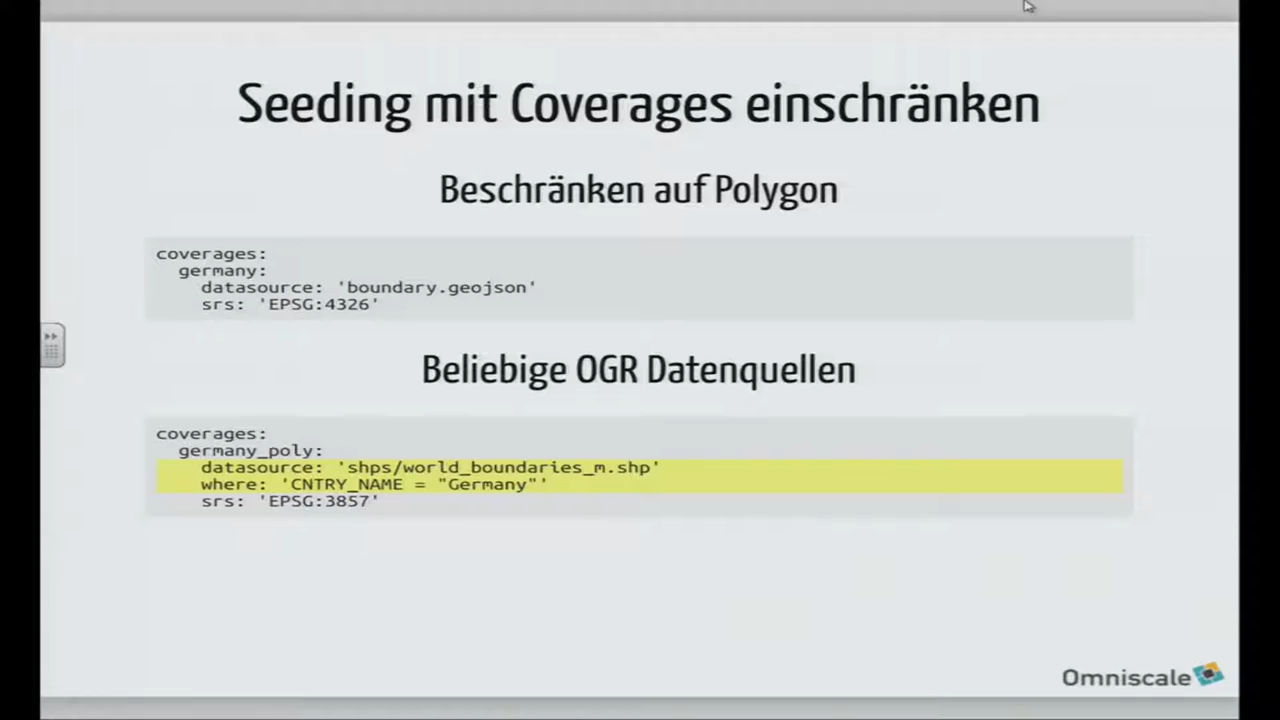 Seeding mit Coverages einschränken
Beschränken auf Polygon
coverages:
  germany:
    datasource: 'boundary.geojson'
    srs: 'EPSG:4326'
Beliebige OGR Datenquellen
coverages:
  germany_poly:
    datasource: 'shps/world_boundaries_m.shp'
    where: 'CNTRY_NAME = "Germany"'
    srs: 'EPSG:3857'
Omniscale